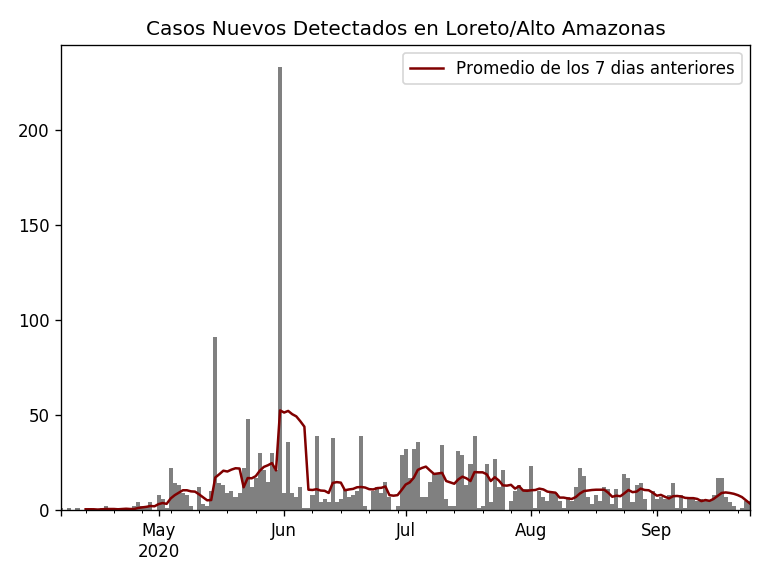 Casos Nuevos Detectados en Loreto/Alto Amazonas
Promedio de los 7 dias anteriores
200
150
100
50
0
May Jun Jul Aug Sep
2020